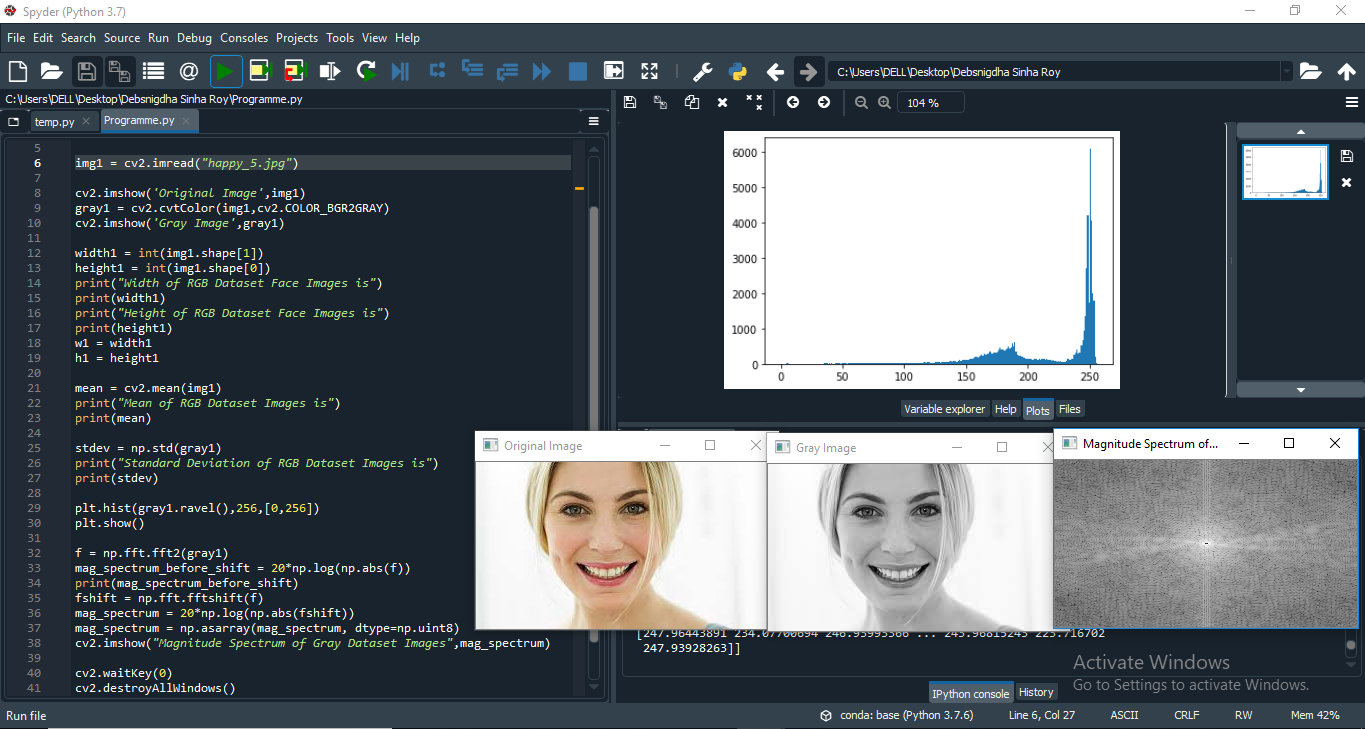 Spyder (Python 3.7)
File Edit Search Source Run Debug Consoles Projects Tools View Help
C:\Users\DELL\Desktop\Debsnigdha Sinha Roy
C:\Users\DELL\Desktop\Debsnigdha Sinha Roy\Programme.py
temp.py Programme.py
5
6 img1 = cv2.imread("happy_5.jpg")
7
8 cv2.imshow('Original Image',img1)
9 gray1 = cv2.cvtColor(img1,cv2.COLOR_BGR2GRAY)
10 cv2.imshow('Gray Image',gray1)
11
12 width1 = int(img1.shape[1])
13 height1 = int(img1.shape[0])
14 print("Width of RGB Dataset Face Images is")
15 print(width1)
16 print("Height of RGB Dataset Face Images is")
17 print(height1)
18 w1 = width1
19 h1 = height1
20
21 mean = cv2.mean(img1)
22 print("Mean of RGB Dataset Images is")
23 print(mean)
24
25 stdev = np.std(gray1)
26 print("Standard Deviation of RGB Dataset Images is")
27 print(stdev)
28
29 plt.hist(gray1.ravel(),256,[0,256])
30 plt.show()
31
32 f = np.fft.fft2(gray1)
33 mag_spectrum_before_shift = 20*np.log(np.abs(f))
34 print(mag_spectrum_before_shift)
35 fshift = np.fft.fftshift(f)
36 mag_spectrum = 20*np.log(np.abs(fshift))
37 mag_spectrum = np.asarray(mag_spectrum, dtype=np.uint8)
38 cv2.imshow("Magnitude Spectrum of Gray Dataset Images",mag_spectrum)
39
40 cv2.waitKey(0)
41 cv2.destroyAllWindows()
104 %
6000
5000
4000
3000
2000
1000
0
0 50 100 150 200 250
Variable explorer Help Plots Files
Original Image
Gray Image
Magnitude Spectrum of...
[247.96443891 234.07700694 ... 243.96815243 223.716702
247.93928263]]
Activate Windows
Go to Settings to activate Windows.
IPython console History
Run file
conda: base (Python 3.7.6) Line 6, Col 27 ASCII CRLF RW Mem 42%